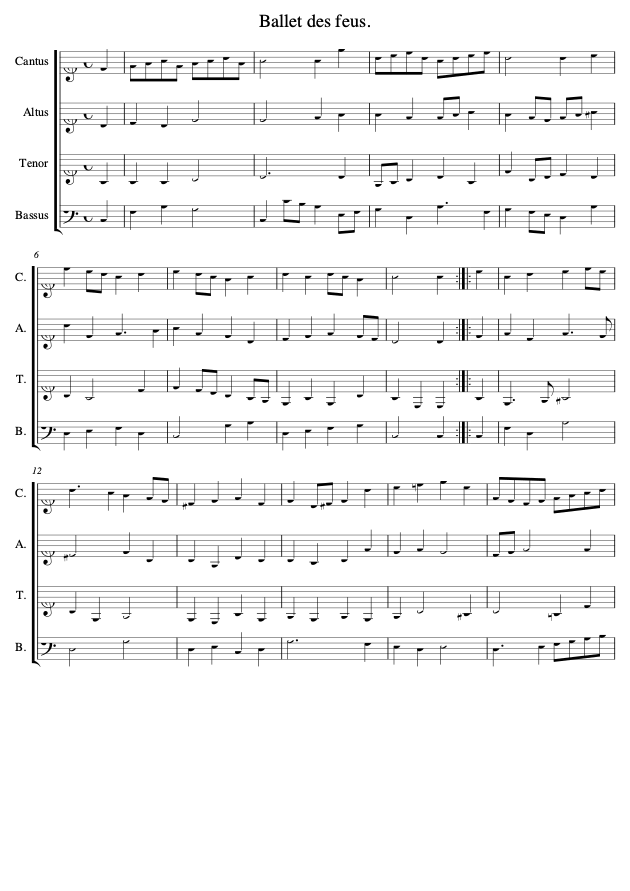 Ballet des feus.
Cantus
Altus
Tenor
Bassus
6
C.
A.
T.
B.
12
C.
A.
T.
B.